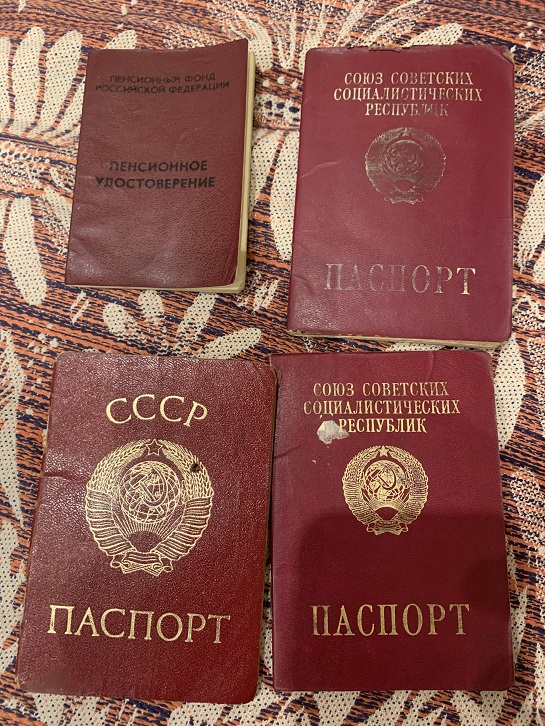 ПЕНСИОННЫЙ ФОНД
РОССИЙСКОЙ ФЕДЕРАЦИИ
ПЕНСИОННОЕ
УДОСТОВЕРЕНИЕ
СОЮЗ СОВЕТСКИХ
СОЦИАЛИСТИЧЕСКИХ
РЕСПУБЛИК
ПАСПОРТ
СССР
ПАСПОРТ
СОЮЗ СОВЕТСКИХ
СОЦИАЛИСТИЧЕСКИХ
РЕСПУБЛИК
ПАСПОРТ